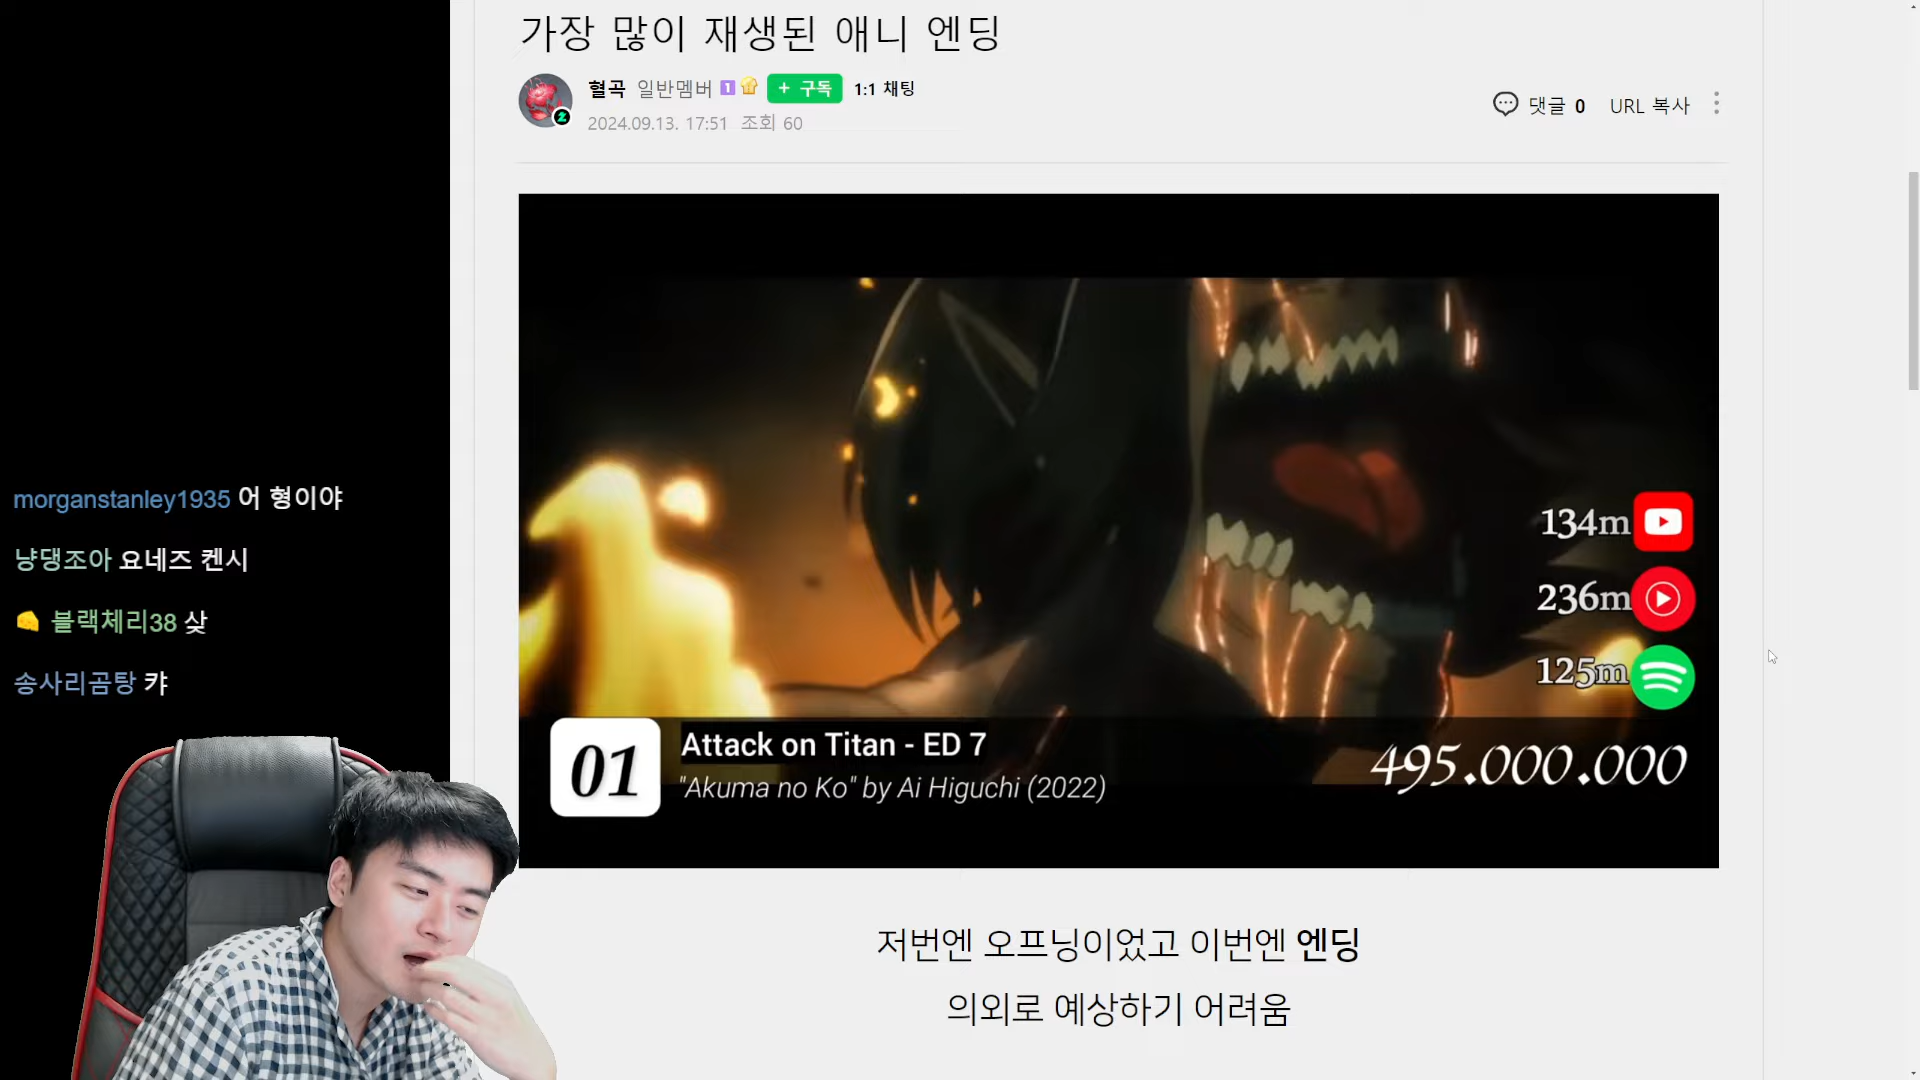 가장 많이 재생된 애니 엔딩
혈곡 일반멤버 1 + 구독 1:1 채팅
2024.09.13. 17:51 조회 60
댓글 0 URL 복사
134m
236m
125m
01
Attack on Titan - ED 7
"Akuma no Ko" by Ai Higuchi (2022)
495.000.000
저번엔 오프닝이었고 이번엔 엔딩
의외로 예상하기 어려움
morganstanley1935 어 형이야
냥댕조아 요네즈 켄시
블랙체리38 샂
송사리곰탕 캬